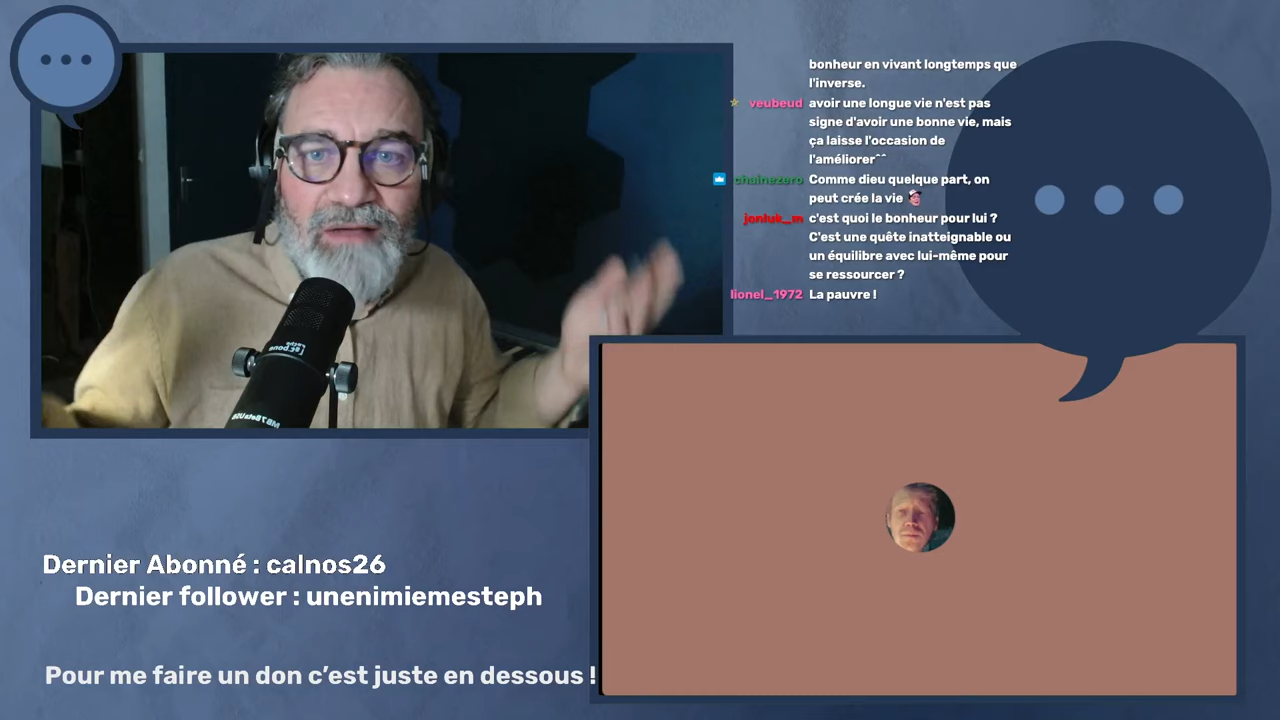 bonheur en vivant longtemps que
l'inverse.
veubeud avoir une longue vie n'est pas
signe d'avoir une bonne vie, mais
ça laisse l'occasion de
l'améliorer^^
chainezero Comme dieu quelque part, on
peut crée la vie
jonluk_m c'est quoi le bonheur pour lui ?
C'est une quête inatteignable ou
un équilibre avec lui-même pour
se ressourcer ?
lionel_1972 La pauvre !
Dernier Abonné : calnos26
Dernier follower : unenimiemesteph
Pour me faire un don c’est juste en dessous !